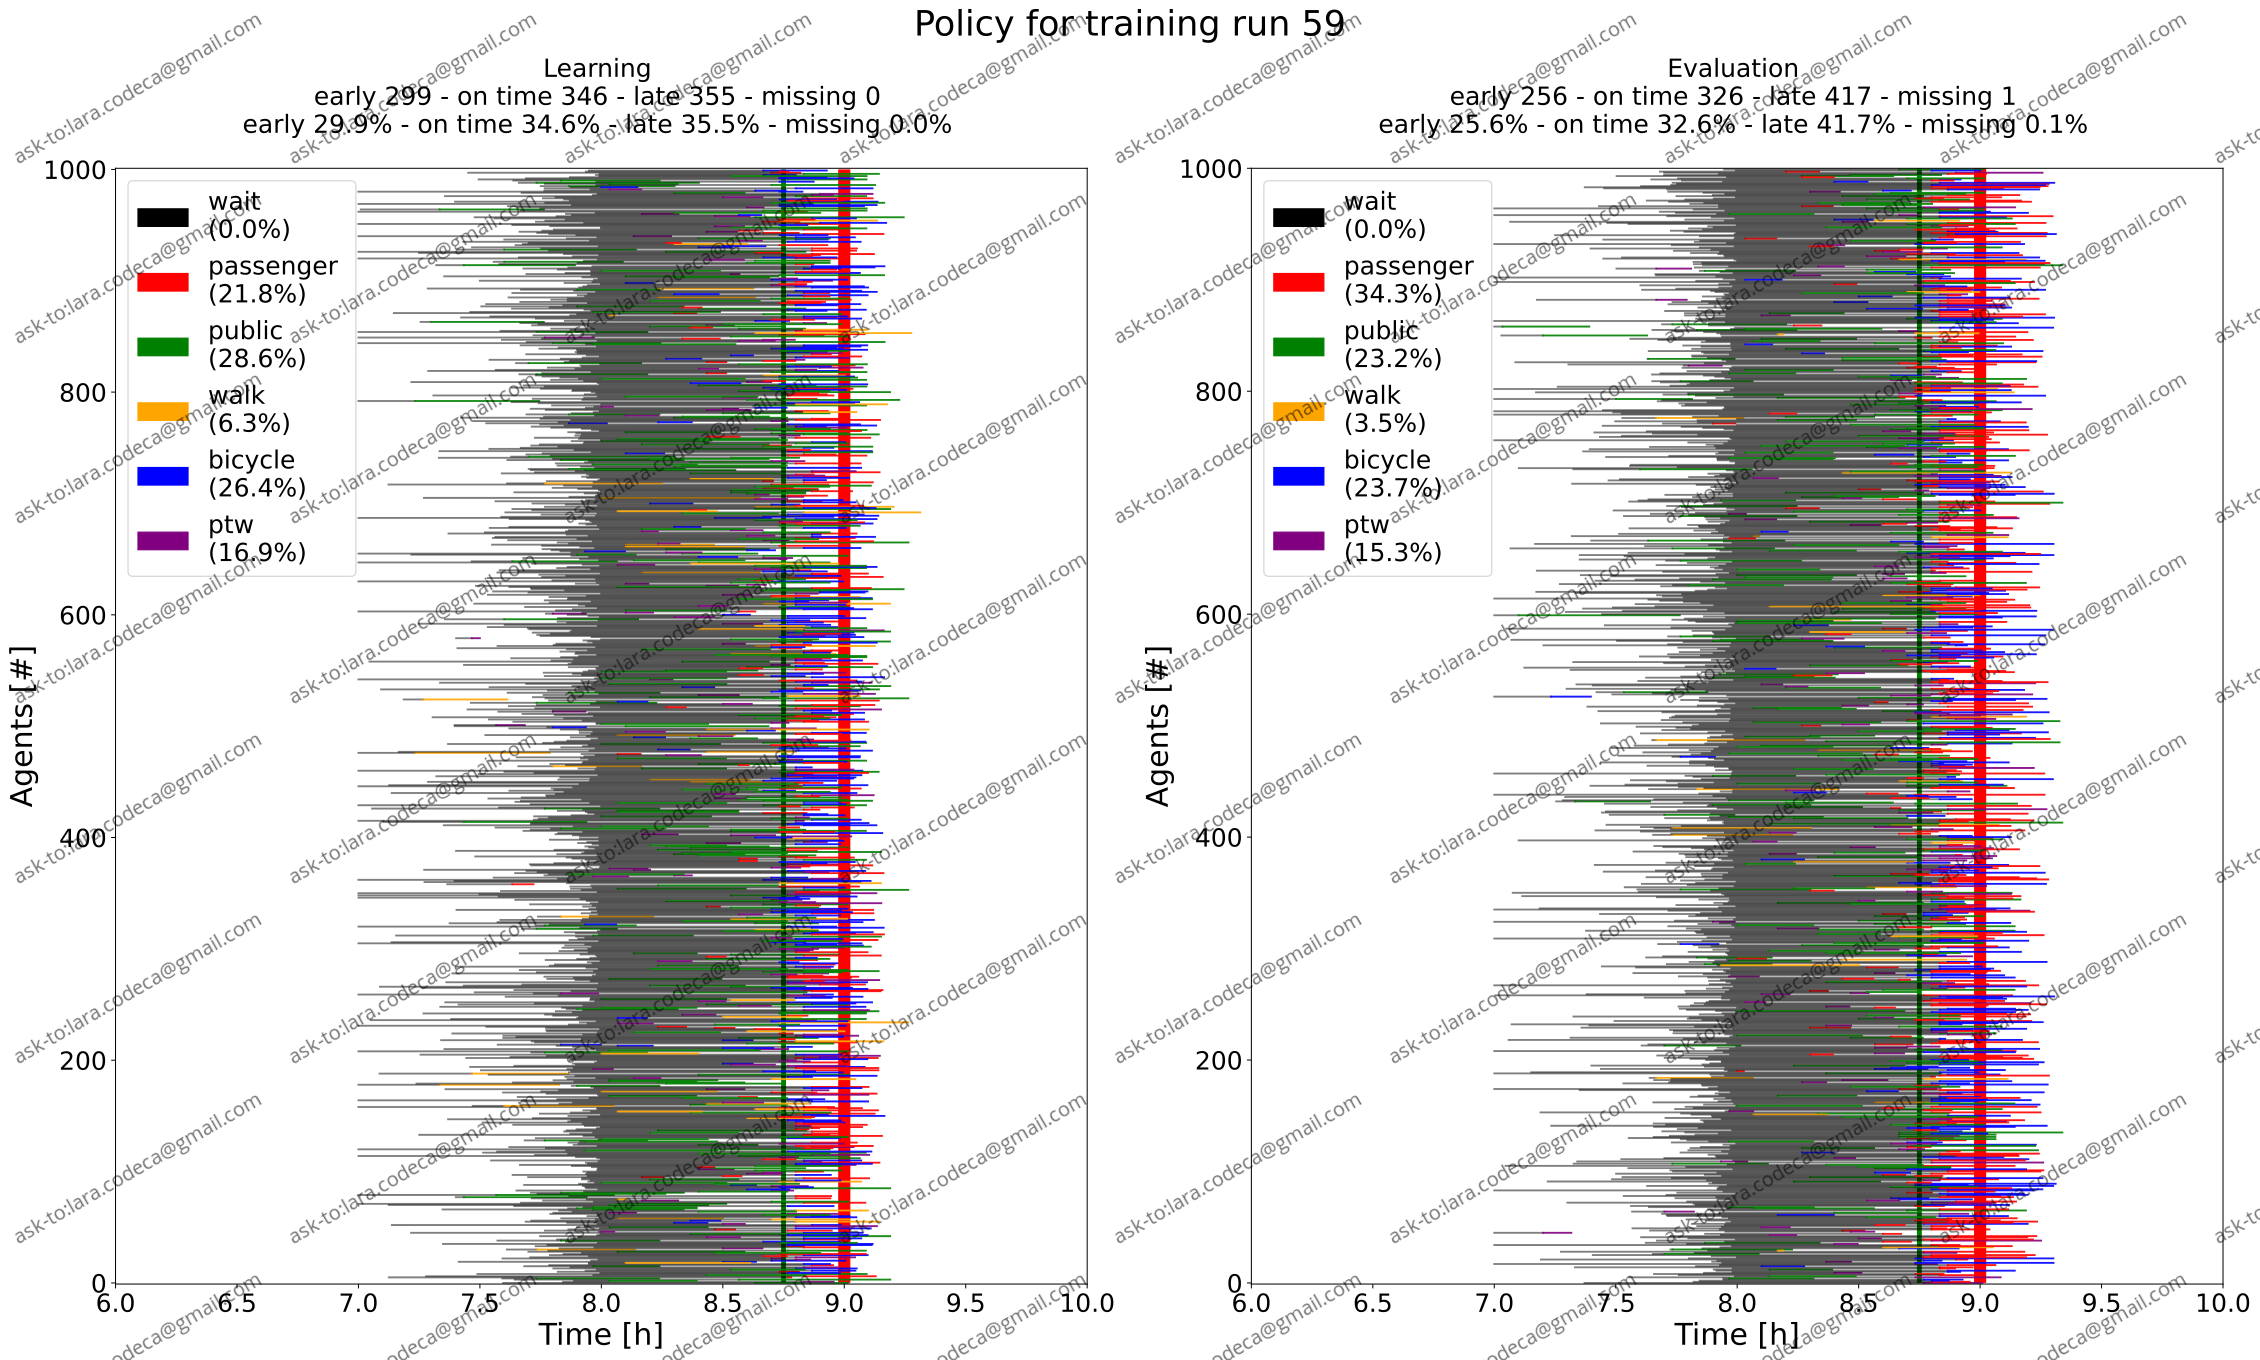 Policy for training run 59
Learning
early 299 - on time 346 - late 355 - missing 0
early 29.9% - on time 34.6% - late 35.5% - missing 0.0%
1000
800
600
400
200
0
Agents [#]
wait
(0.0%)
passenger
(21.8%)
public
(28.6%)
walk
(6.3%)
bicycle
(26.4%)
ptw
(16.9%)
6.0 6.5 7.0 7.5 8.0 8.5 9.0 9.5 10.0
Time [h]
Evaluation
early 256 - on time 326 - late 417 - missing 1
early 25.6% - on time 32.6% - late 41.7% - missing 0.1%
1000
800
600
400
200
0
Agents [#]
wait
(0.0%)
passenger
(34.3%)
public
(23.2%)
walk
(3.5%)
bicycle
(23.7%)
ptw
(15.3%)
6.0 6.5 7.0 7.5 8.0 8.5 9.0 9.5 10.0
Time [h]
ask-to:lara.codeca@gmail.com